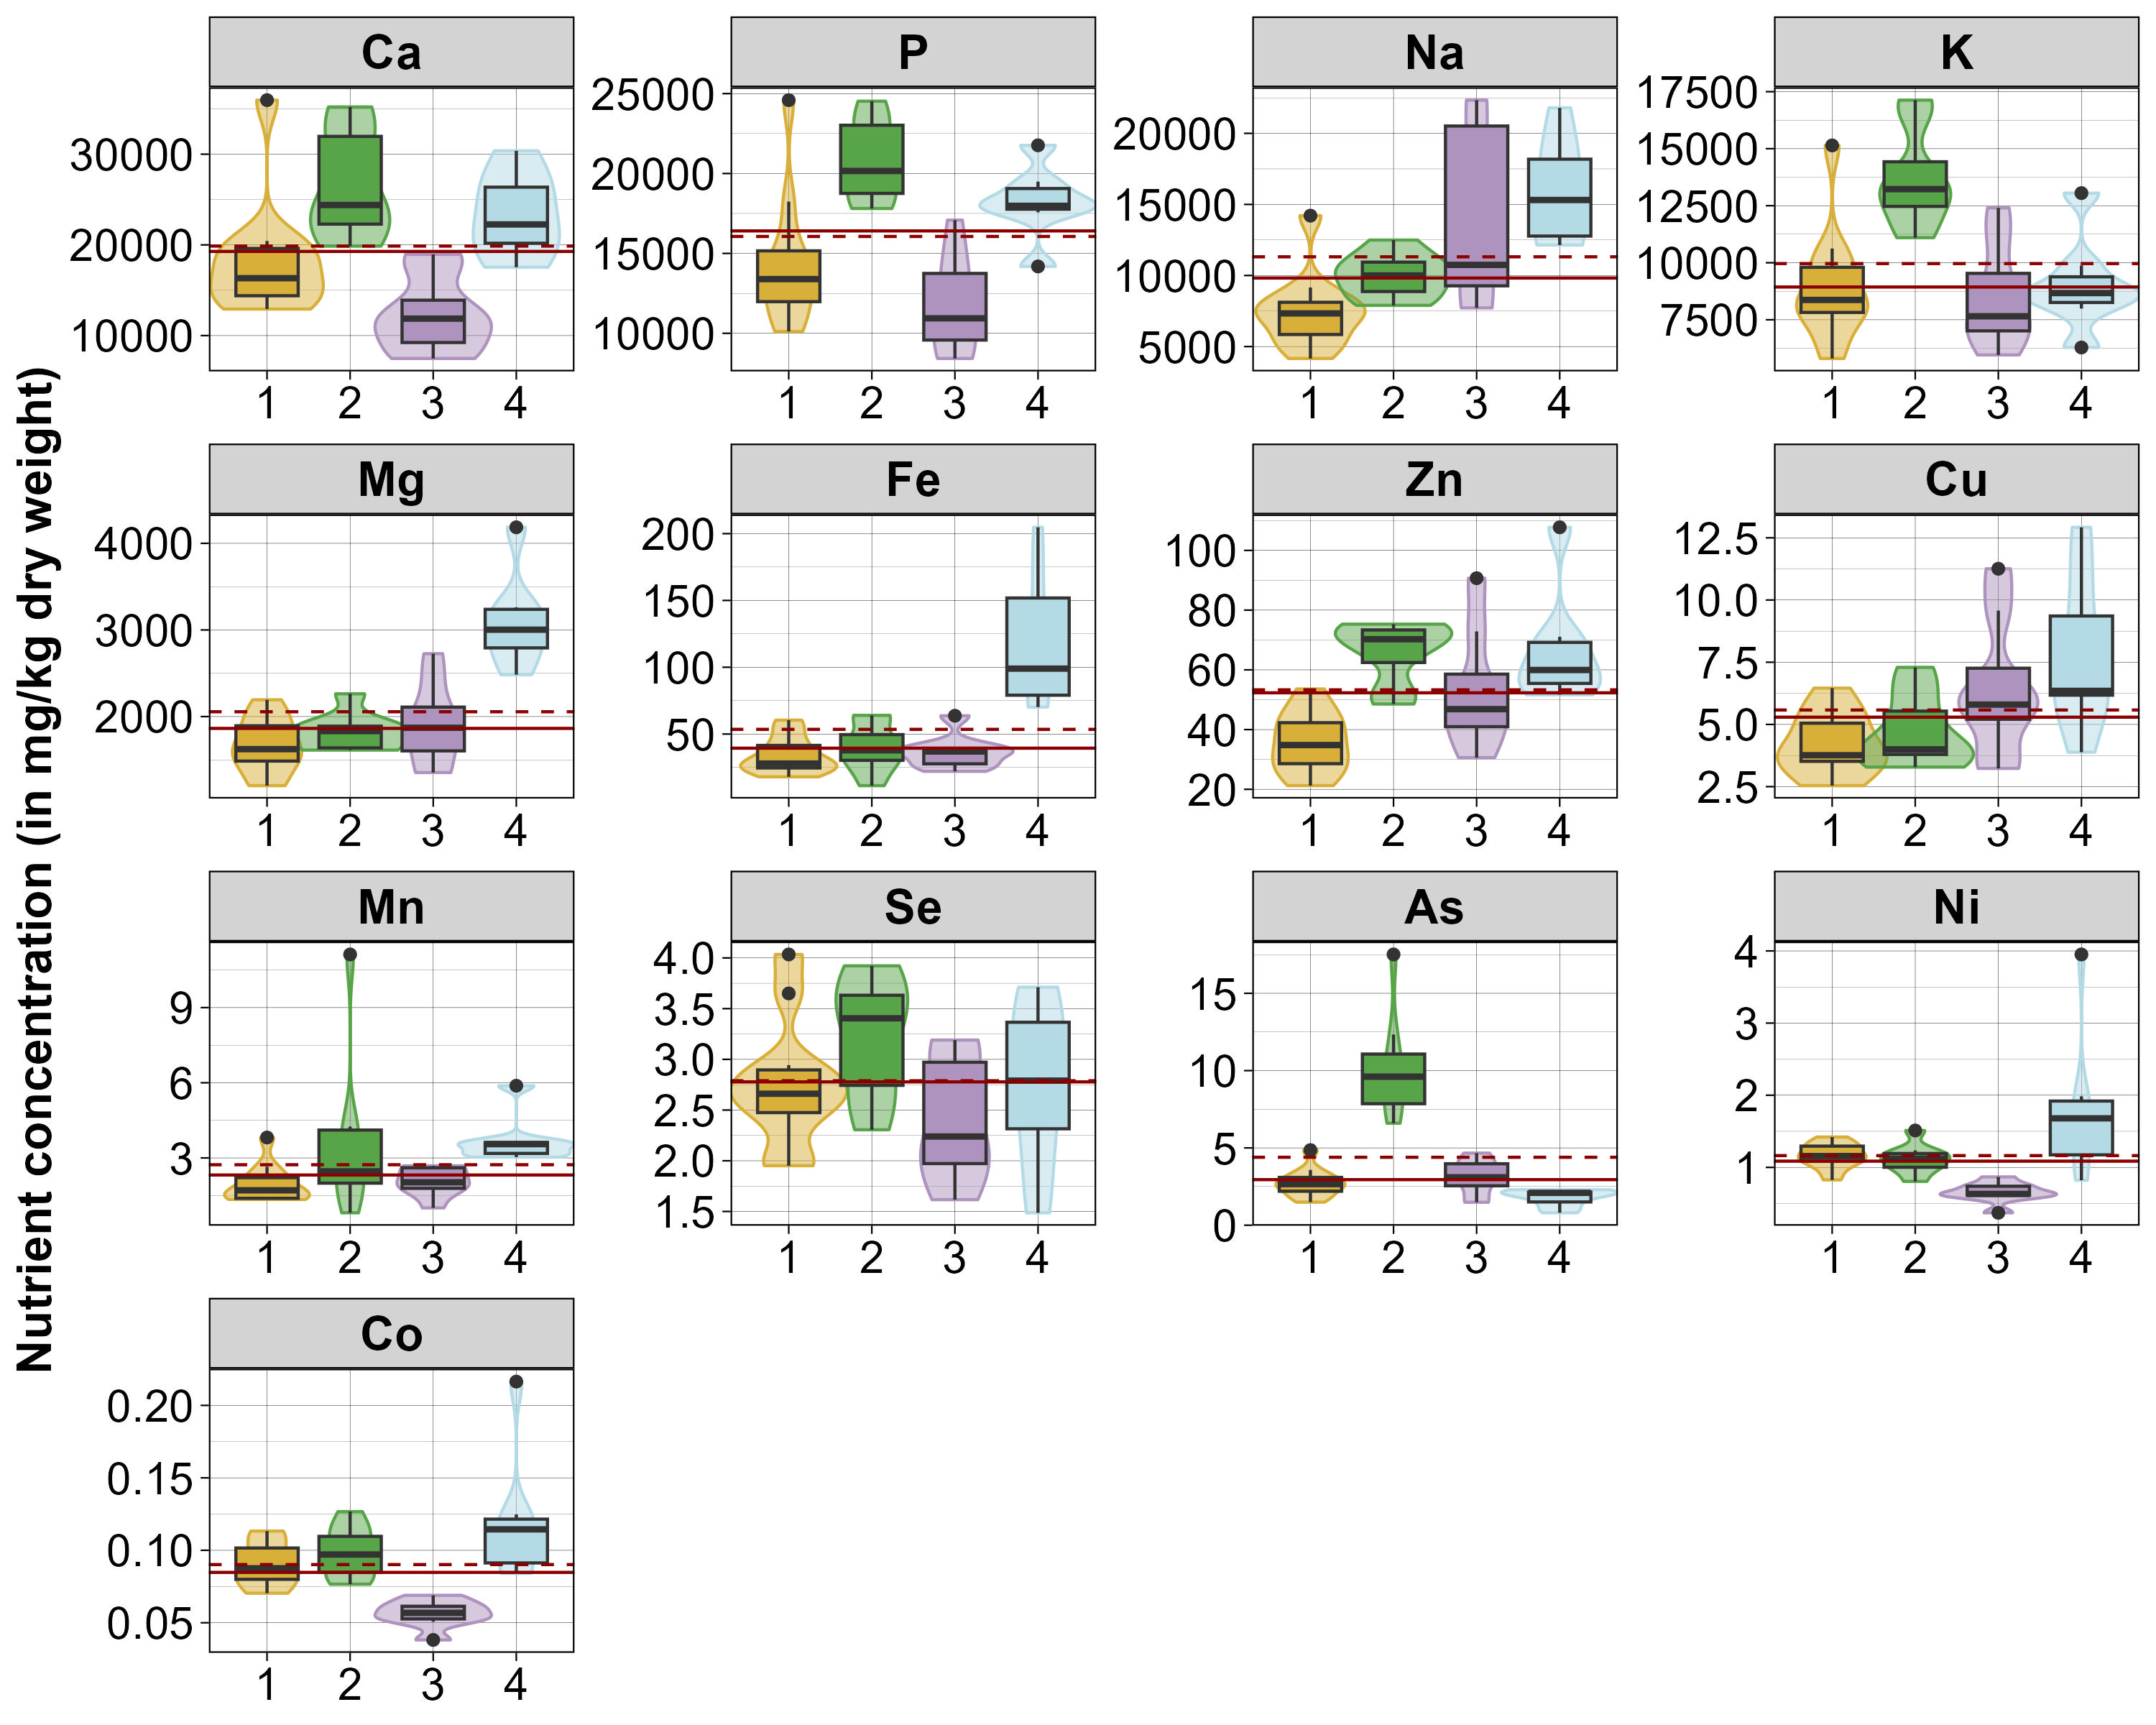 Nutrient concentration (in mg/kg dry weight)
Ca P Na K
30000 20000 10000
25000 20000 15000 10000
20000 15000 10000 5000
17500 15000 12500 10000 7500
1 2 3 4 1 2 3 4 1 2 3 4 1 2 3 4
Mg Fe Zn Cu
4000 3000 2000
200 150 100 50
100 80 60 40 20
12.5 10.0 7.5 5.0 2.5
1 2 3 4 1 2 3 4 1 2 3 4 1 2 3 4
Mn Se As Ni
9 6 3
4.0 3.5 3.0 2.5 2.0 1.5
15 10 5 0
4 3 2 1
1 2 3 4 1 2 3 4 1 2 3 4 1 2 3 4
Co
0.20 0.15 0.10 0.05
1 2 3 4